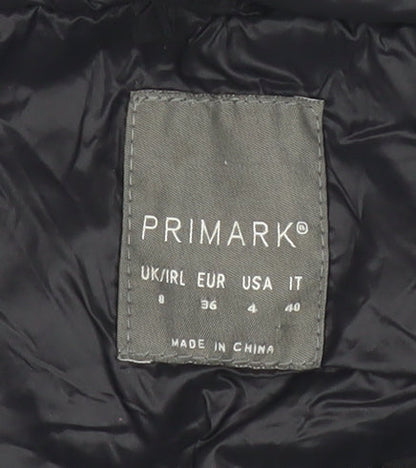 PRIMARK®
UK/IRL EUR USA IT
8 36 4 40
MADE IN CHINA